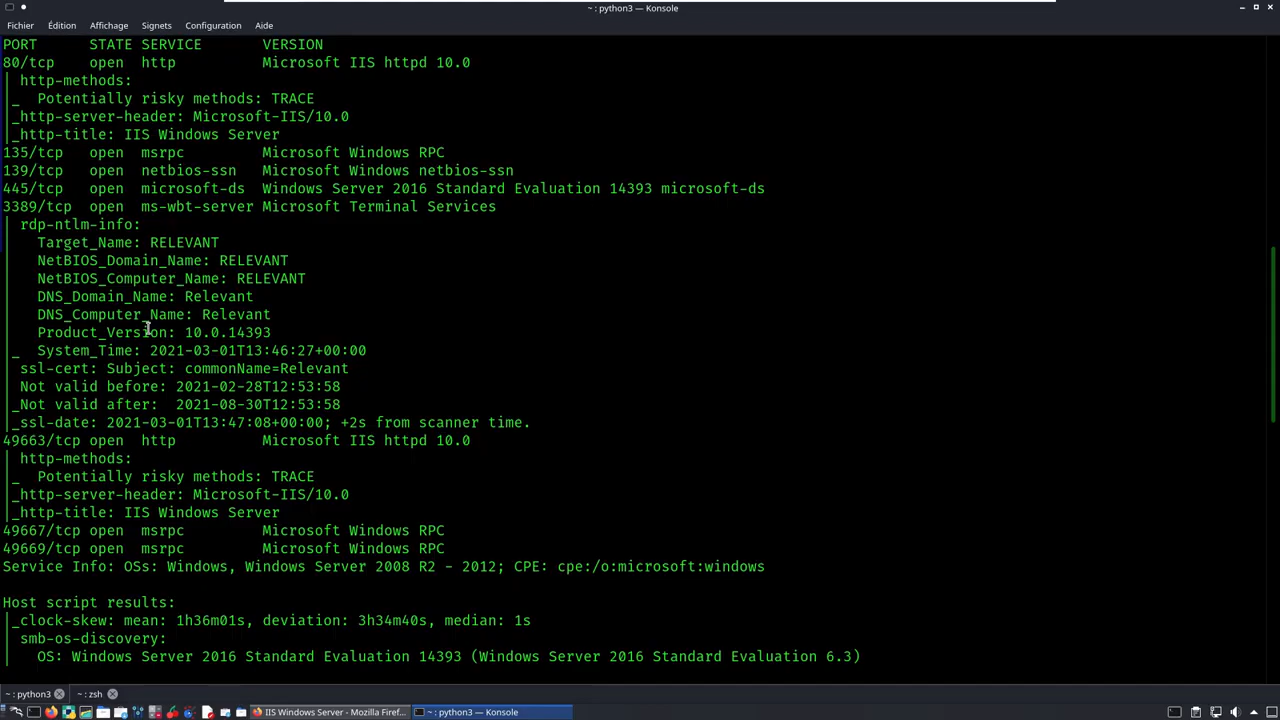 ~ : python3 — Konsole
Fichier Édition Affichage Signets Configuration Aide
PORT      STATE SERVICE       VERSION
80/tcp    open  http          Microsoft IIS httpd 10.0
| http-methods:
|_  Potentially risky methods: TRACE
|_http-server-header: Microsoft-IIS/10.0
|_http-title: IIS Windows Server
135/tcp   open  msrpc         Microsoft Windows RPC
139/tcp   open  netbios-ssn   Microsoft Windows netbios-ssn
445/tcp   open  microsoft-ds  Windows Server 2016 Standard Evaluation 14393 microsoft-ds
3389/tcp  open  ms-wbt-server Microsoft Terminal Services
| rdp-ntlm-info:
|   Target_Name: RELEVANT
|   NetBIOS_Domain_Name: RELEVANT
|   NetBIOS_Computer_Name: RELEVANT
|   DNS_Domain_Name: Relevant
|   DNS_Computer_Name: Relevant
|   Product_Version: 10.0.14393
|_  System_Time: 2021-03-01T13:46:27+00:00
| ssl-cert: Subject: commonName=Relevant
| Not valid before: 2021-02-28T12:53:58
|_Not valid after:  2021-08-30T12:53:58
|_ssl-date: 2021-03-01T13:47:08+00:00; +2s from scanner time.
49663/tcp open  http          Microsoft IIS httpd 10.0
| http-methods:
|_  Potentially risky methods: TRACE
|_http-server-header: Microsoft-IIS/10.0
|_http-title: IIS Windows Server
49667/tcp open  msrpc         Microsoft Windows RPC
49669/tcp open  msrpc         Microsoft Windows RPC
Service Info: OSs: Windows, Windows Server 2008 R2 - 2012; CPE: cpe:/o:microsoft:windows
Host script results:
|_clock-skew: mean: 1h36m01s, deviation: 3h34m40s, median: 1s
| smb-os-discovery:
|   OS: Windows Server 2016 Standard Evaluation 14393 (Windows Server 2016 Standard Evaluation 6.3)
~ : python3 ~ : zsh
IIS Windows Server - Mozilla Firef... ~ : python3 — Konsole